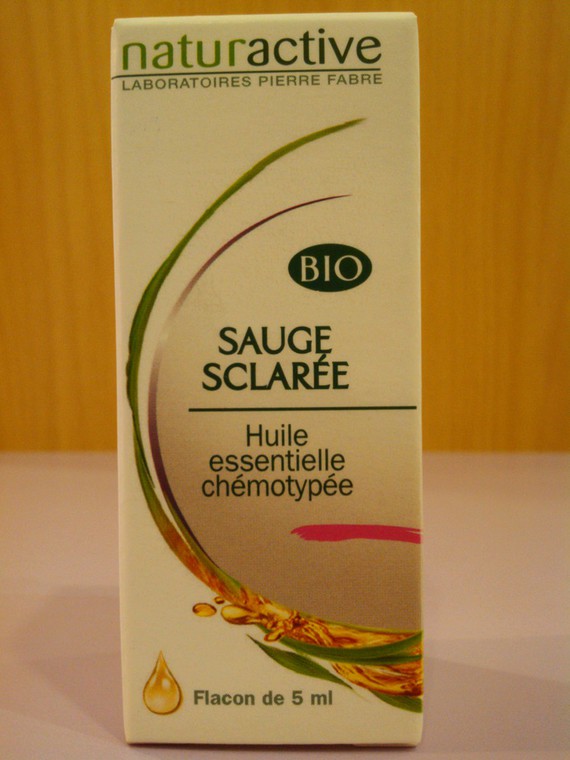 naturactive
LABORATOIRES PIERRE FABRE
BIO
SAUGE
SCLARÉE
Huile
essentielle
chémotypée
Flacon de 5 ml